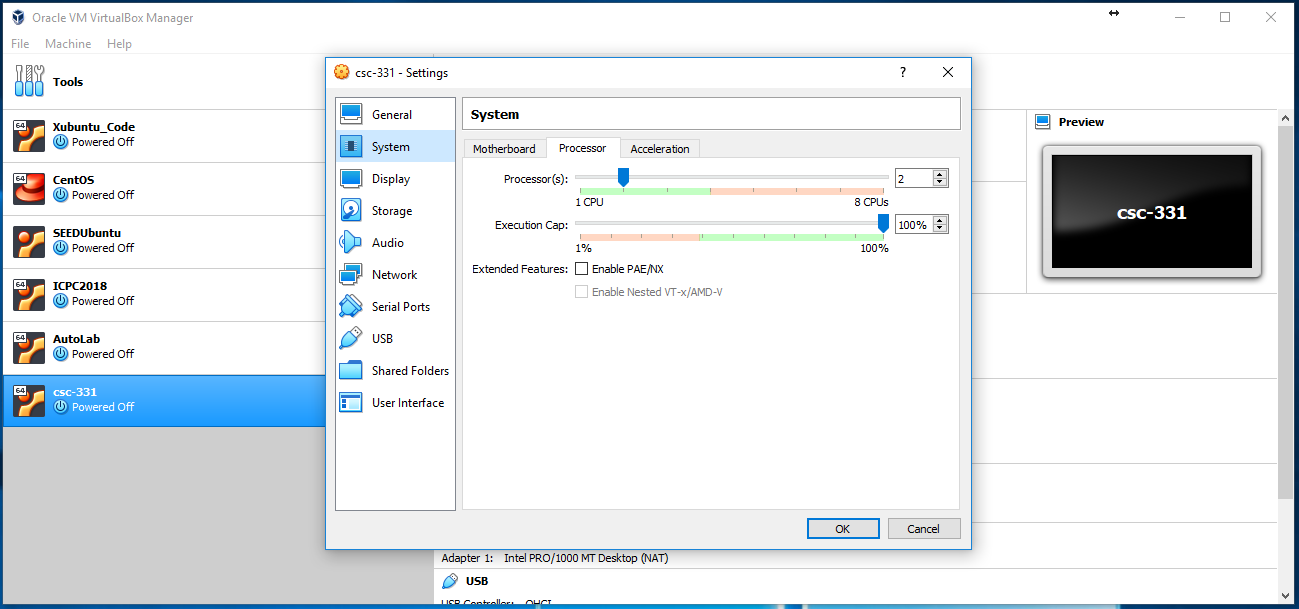 Oracle VM VirtualBox Manager
File Machine Help
Tools
64 Xubuntu_Code
Powered Off
64 CentOS
Powered Off
SEEDUbuntu
Powered Off
64 ICPC2018
Powered Off
64 AutoLab
Powered Off
64 csc-331
Powered Off
csc-331 - Settings
?
General
System
Display
Storage
Audio
Network
Serial Ports
USB
Shared Folders
User Interface
System
Motherboard Processor Acceleration
Processor(s): 2
1 CPU 8 CPUs
Execution Cap: 100%
1% 100%
Extended Features: Enable PAE/NX
Enable Nested VT-x/AMD-V
OK Cancel
Preview
csc-331
Adapter 1: Intel PRO/1000 MT Desktop (NAT)
USB
USB Controller: OHCI